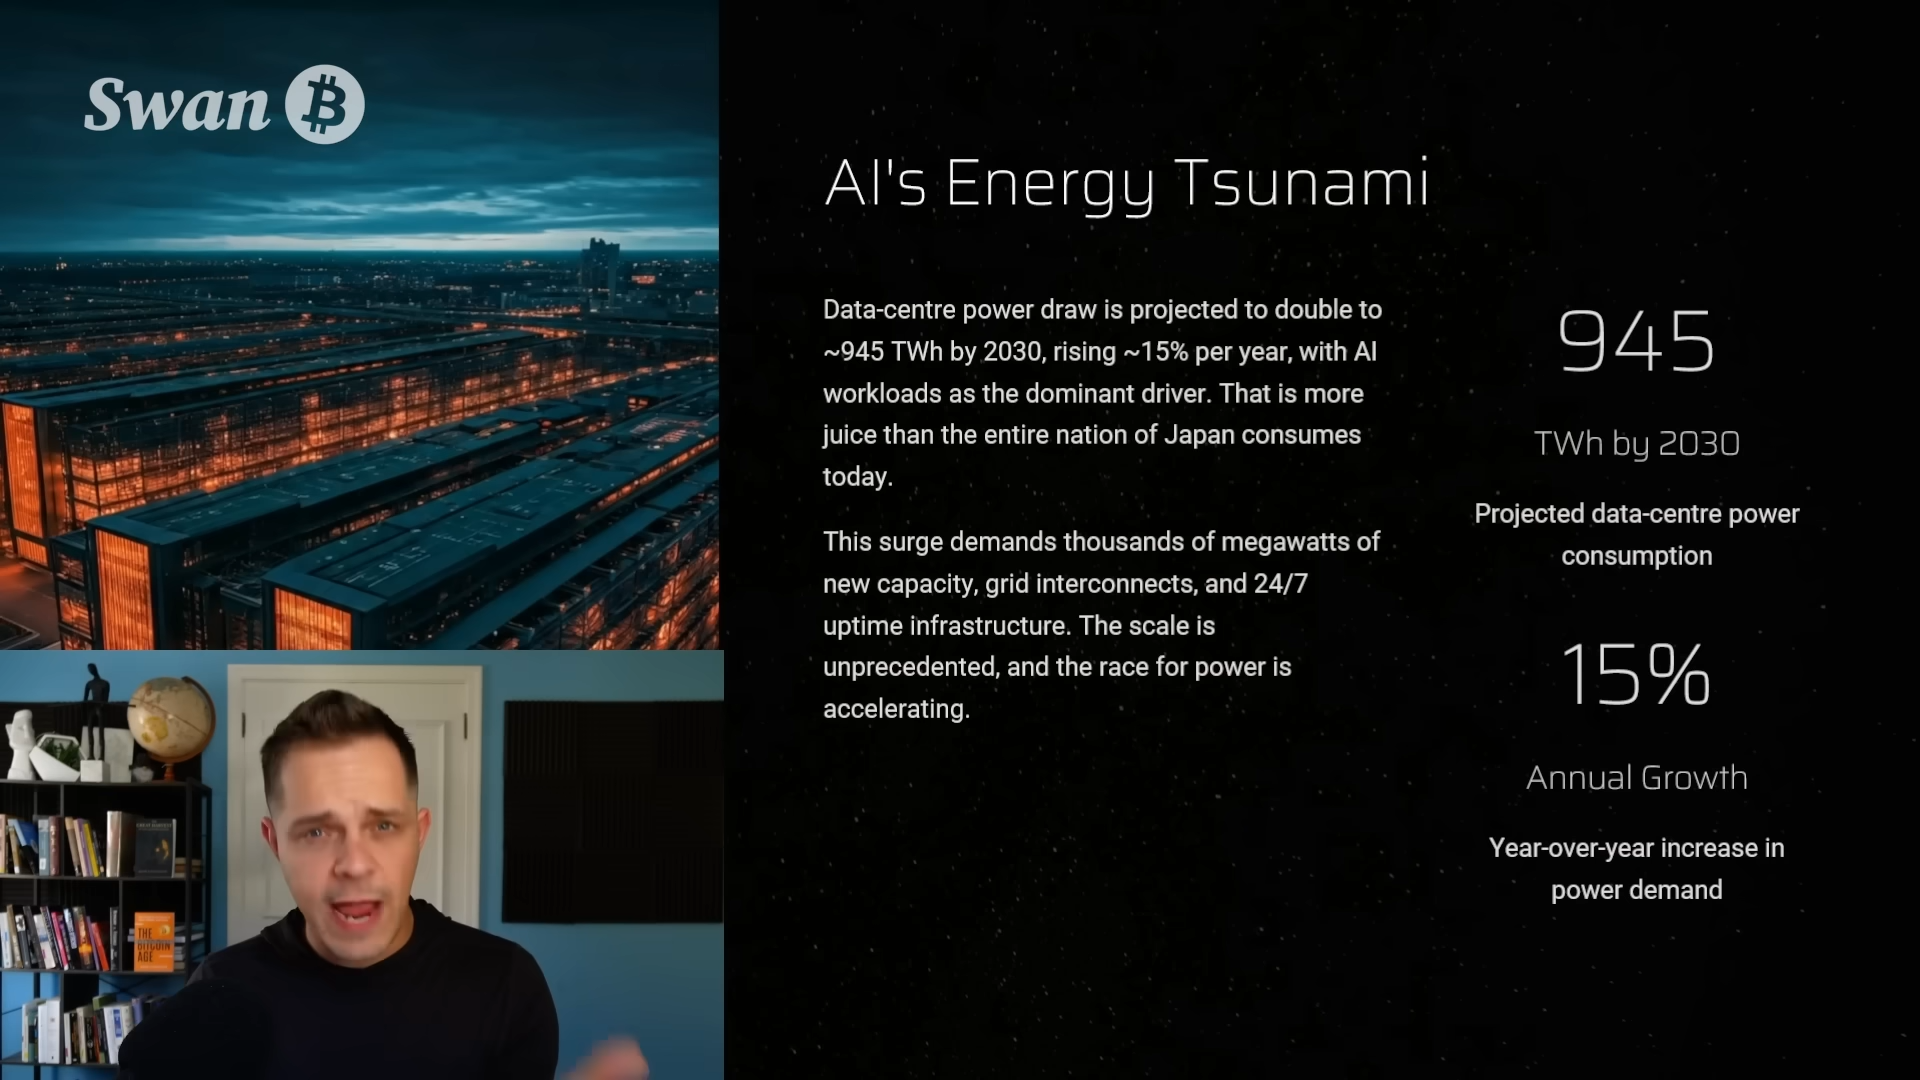 Swan
AI's Energy Tsunami
Data-centre power draw is projected to double to
~945 TWh by 2030, rising ~15% per year, with AI
workloads as the dominant driver. That is more
juice than the entire nation of Japan consumes
today.
This surge demands thousands of megawatts of
new capacity, grid interconnects, and 24/7
uptime infrastructure. The scale is
unprecedented, and the race for power is
accelerating.
945
TWh by 2030
Projected data-centre power
consumption
15%
Annual Growth
Year-over-year increase in
power demand
THE
BITCOIN
AGE